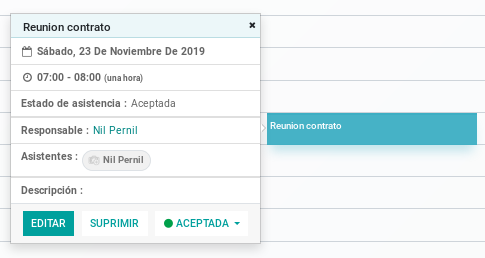 Reunion contrato
Sábado, 23 De Noviembre De 2019
07:00 - 08:00 (una hora)
Estado de asistencia : Aceptada
Responsable : Nil Pernil
Asistentes : Nil Pernil
Descripción :
EDITAR SUPRIMIR ACEPTADA
Reunion contrato